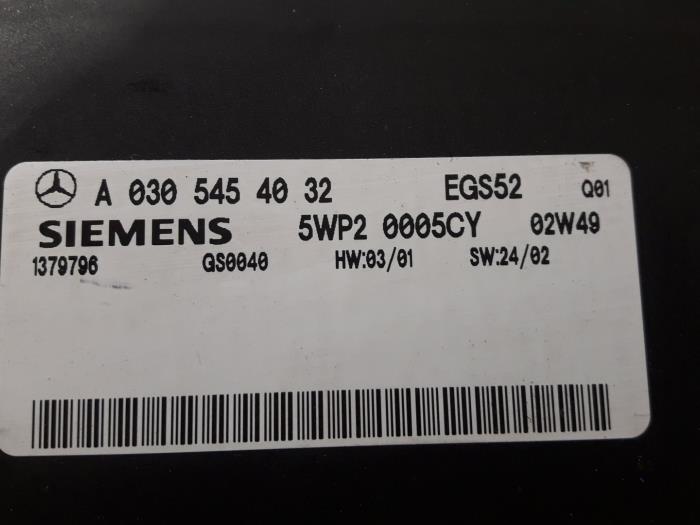 A 030 545 40 32 EGS52 Q01
SIEMENS 5WP2 0005CY 02W49
1379796 GS0040 HW:03/01 SW:24/02